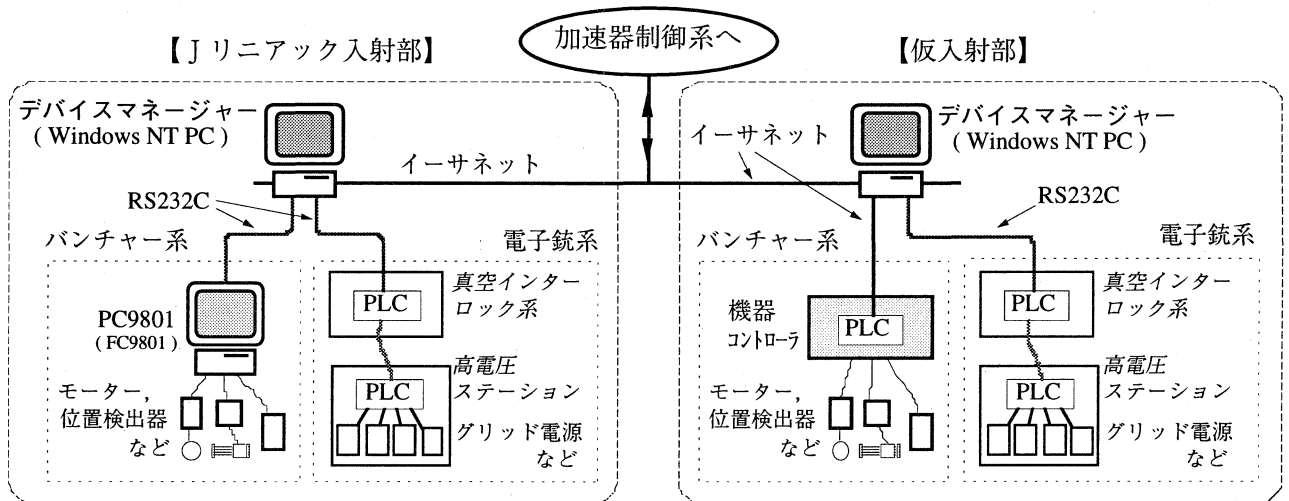 加速器制御系へ
【Jリニアック入射部】
デバイスマネージャー
( Windows NT PC )
イーサネット
RS232C
バンチャー系
電子銃系
PC9801
( FC9801 )
モーター,
位置検出器
など
PLC
真空インター
ロック系
PLC
高電圧
ステーション
グリッド電源
など
【仮入射部】
デバイスマネージャー
( Windows NT PC )
イーサネット
RS232C
バンチャー系
電子銃系
機器
コントローラ
PLC
モーター,
位置検出器
など
PLC
真空インター
ロック系
PLC
高電圧
ステーション
グリッド電源
など